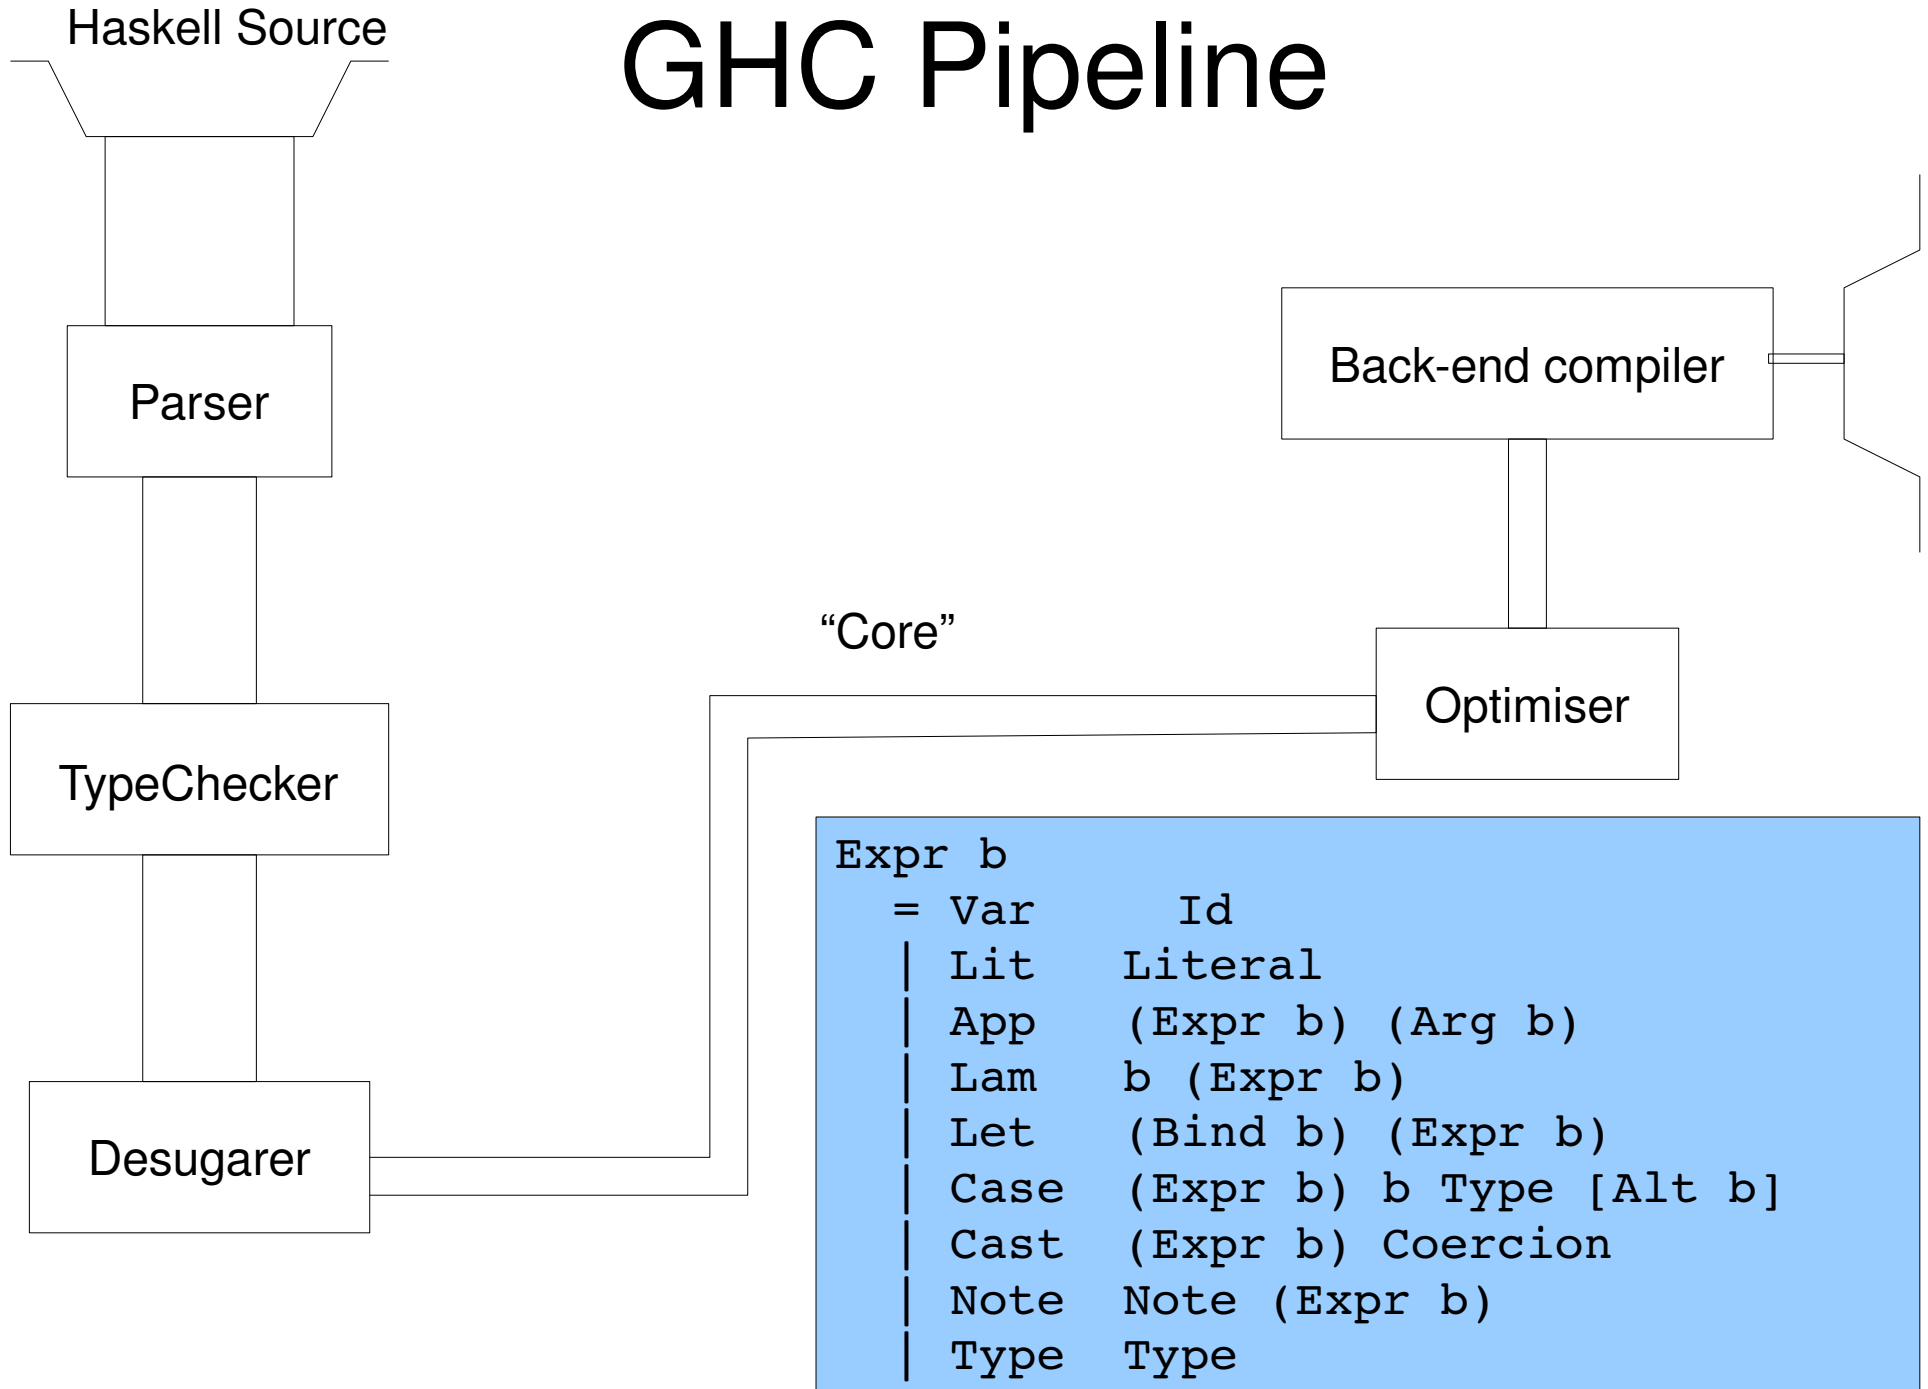 Haskell Source
GHC Pipeline
Parser
TypeChecker
Desugarer
“Core”
Back-end compiler
Optimiser
Expr b
  = Var     Id
  | Lit   Literal
  | App   (Expr b) (Arg b)
  | Lam   b (Expr b)
  | Let   (Bind b) (Expr b)
  | Case  (Expr b) b Type [Alt b]
  | Cast  (Expr b) Coercion
  | Note  Note (Expr b)
  | Type  Type